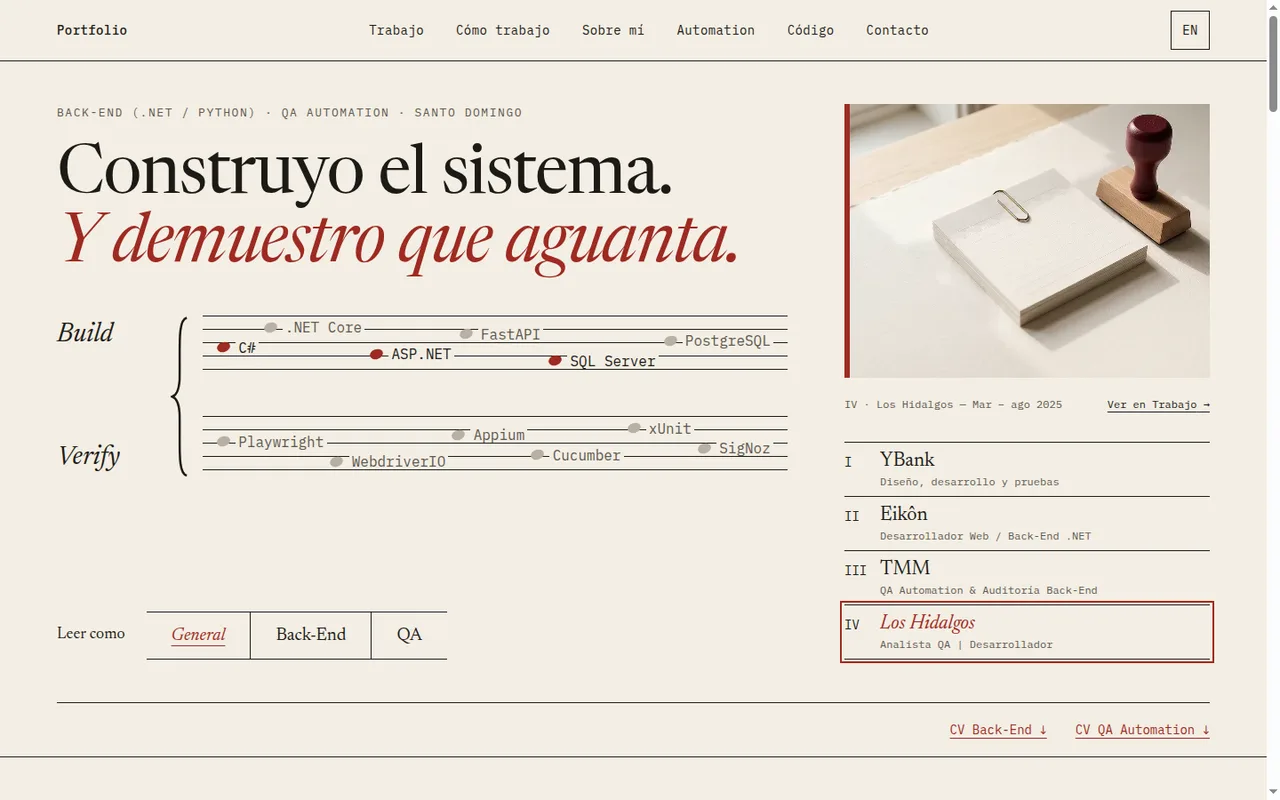 Portfolio
Trabajo Cómo trabajo Sobre mí Automation Código Contacto
EN
BACK-END (.NET / PYTHON) · QA AUTOMATION · SANTO DOMINGO
Construyo el sistema.
Y demuestro que aguanta.
Build
.NET Core
FastAPI
PostgreSQL
C#
ASP.NET
SQL Server
Verify
Playwright
Appium
xUnit
WebdriverIO
Cucumber
SigNoz
Leer como
General
Back-End
QA
IV · Los Hidalgos — Mar – ago 2025
Ver en Trabajo →
I YBank
Diseño, desarrollo y pruebas
II Eikôn
Desarrollador Web / Back-End .NET
III TMM
QA Automation & Auditoría Back-End
IV Los Hidalgos
Analista QA | Desarrollador
CV Back-End ↓ CV QA Automation ↓